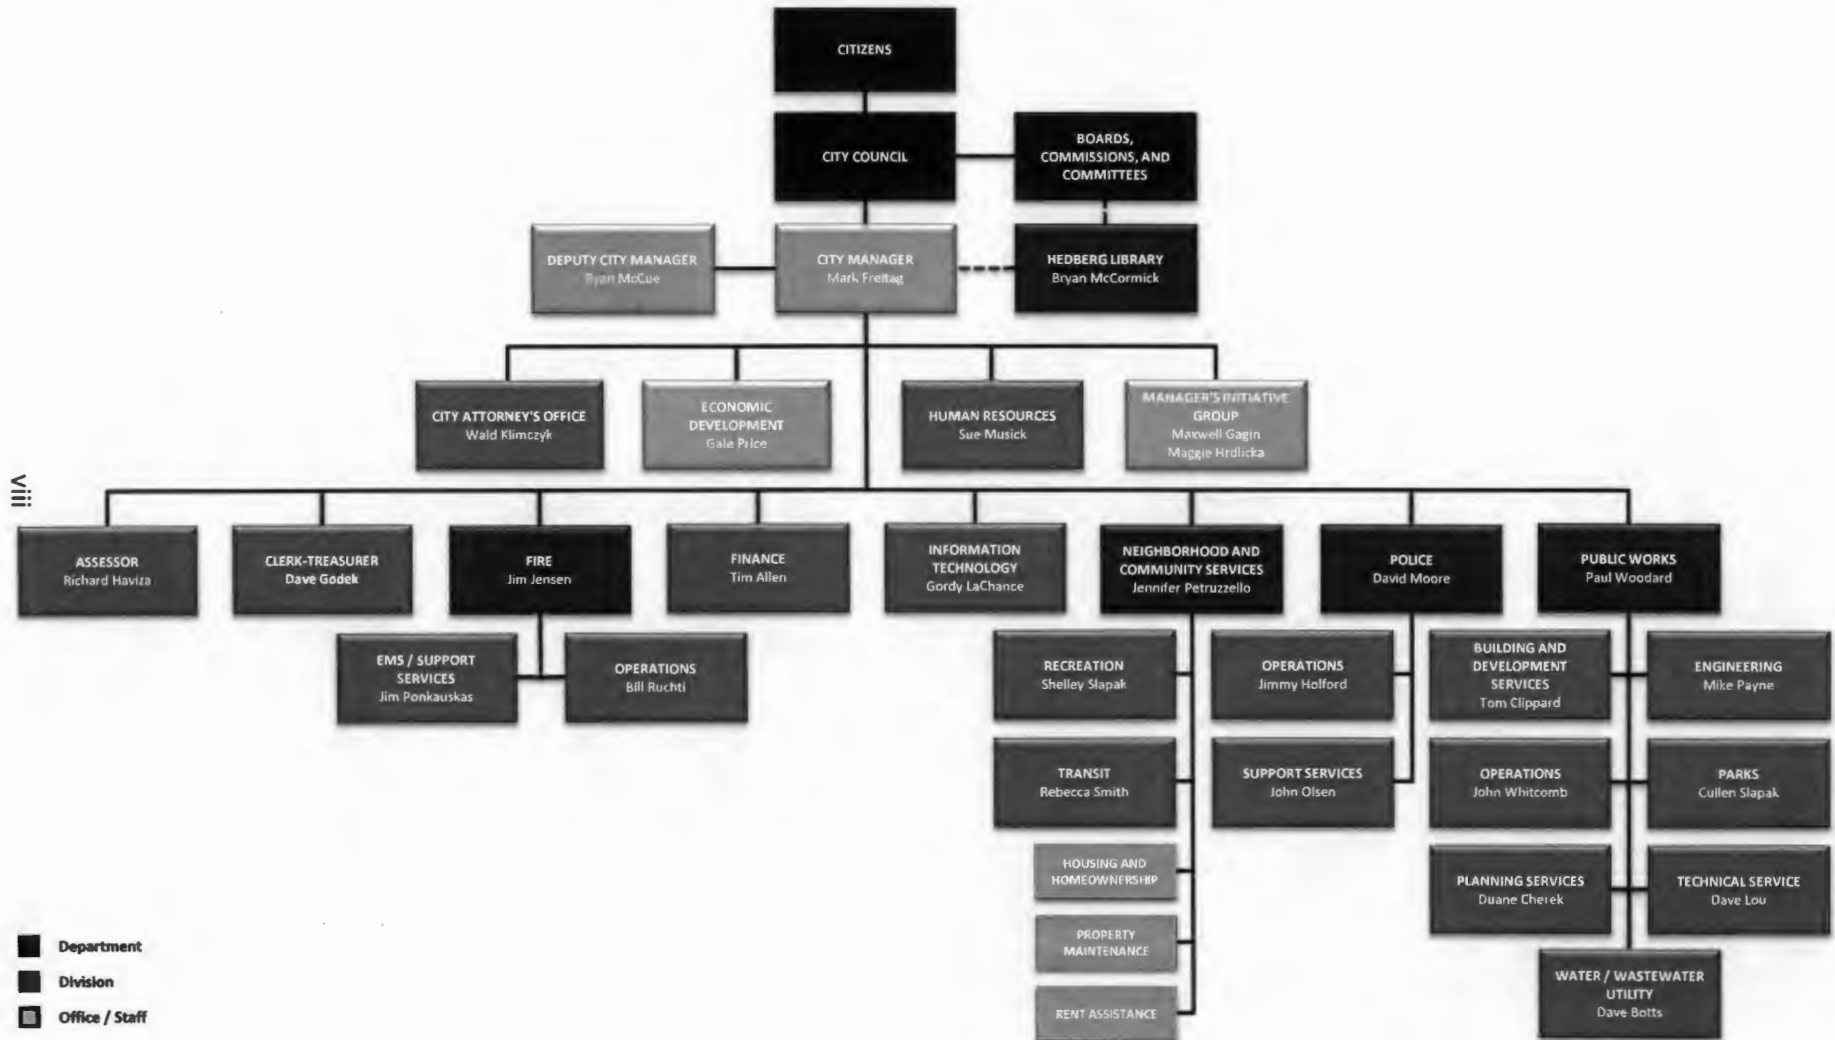 CITIZENS
CITY COUNCIL
BOARDS,
COMMISSIONS, AND
COMMITTEES
DEPUTY CITY MANAGER
Ryan McCue
CITY MANAGER
Mark Freitag
HEDBERG LIBRARY
Bryan McCormick
CITY ATTORNEY'S OFFICE
Wald Klimczyk
ECONOMIC
DEVELOPMENT
Gale Price
HUMAN RESOURCES
Sue Musick
MANAGER'S INITIATIVE
GROUP
Maxwell Gagin
Maggie Hrdlicka
viii
ASSESSOR
Richard Haviza
CLERK-TREASURER
Dave Godek
FIRE
Jim Jensen
FINANCE
Tim Allen
INFORMATION
TECHNOLOGY
Gordy LaChance
NEIGHBORHOOD AND
COMMUNITY SERVICES
Jennifer Petruzzello
POLICE
David Moore
PUBLIC WORKS
Paul Woodard
EMS / SUPPORT
SERVICES
Jim Ponkauskas
OPERATIONS
Bill Ruchti
RECREATION
Shelley Slapak
OPERATIONS
Jimmy Holford
BUILDING AND
DEVELOPMENT
SERVICES
Tom Clippard
ENGINEERING
Mike Payne
TRANSIT
Rebecca Smith
SUPPORT SERVICES
John Olsen
OPERATIONS
John Whitcomb
PARKS
Cullen Slapak
HOUSING AND
HOMEOWNERSHIP
PLANNING SERVICES
Duane Cherek
TECHNICAL SERVICE
Dave Lou
PROPERTY
MAINTENANCE
WATER / WASTEWATER
UTILITY
Dave Botts
RENT ASSISTANCE
Department
Division
Office / Staff